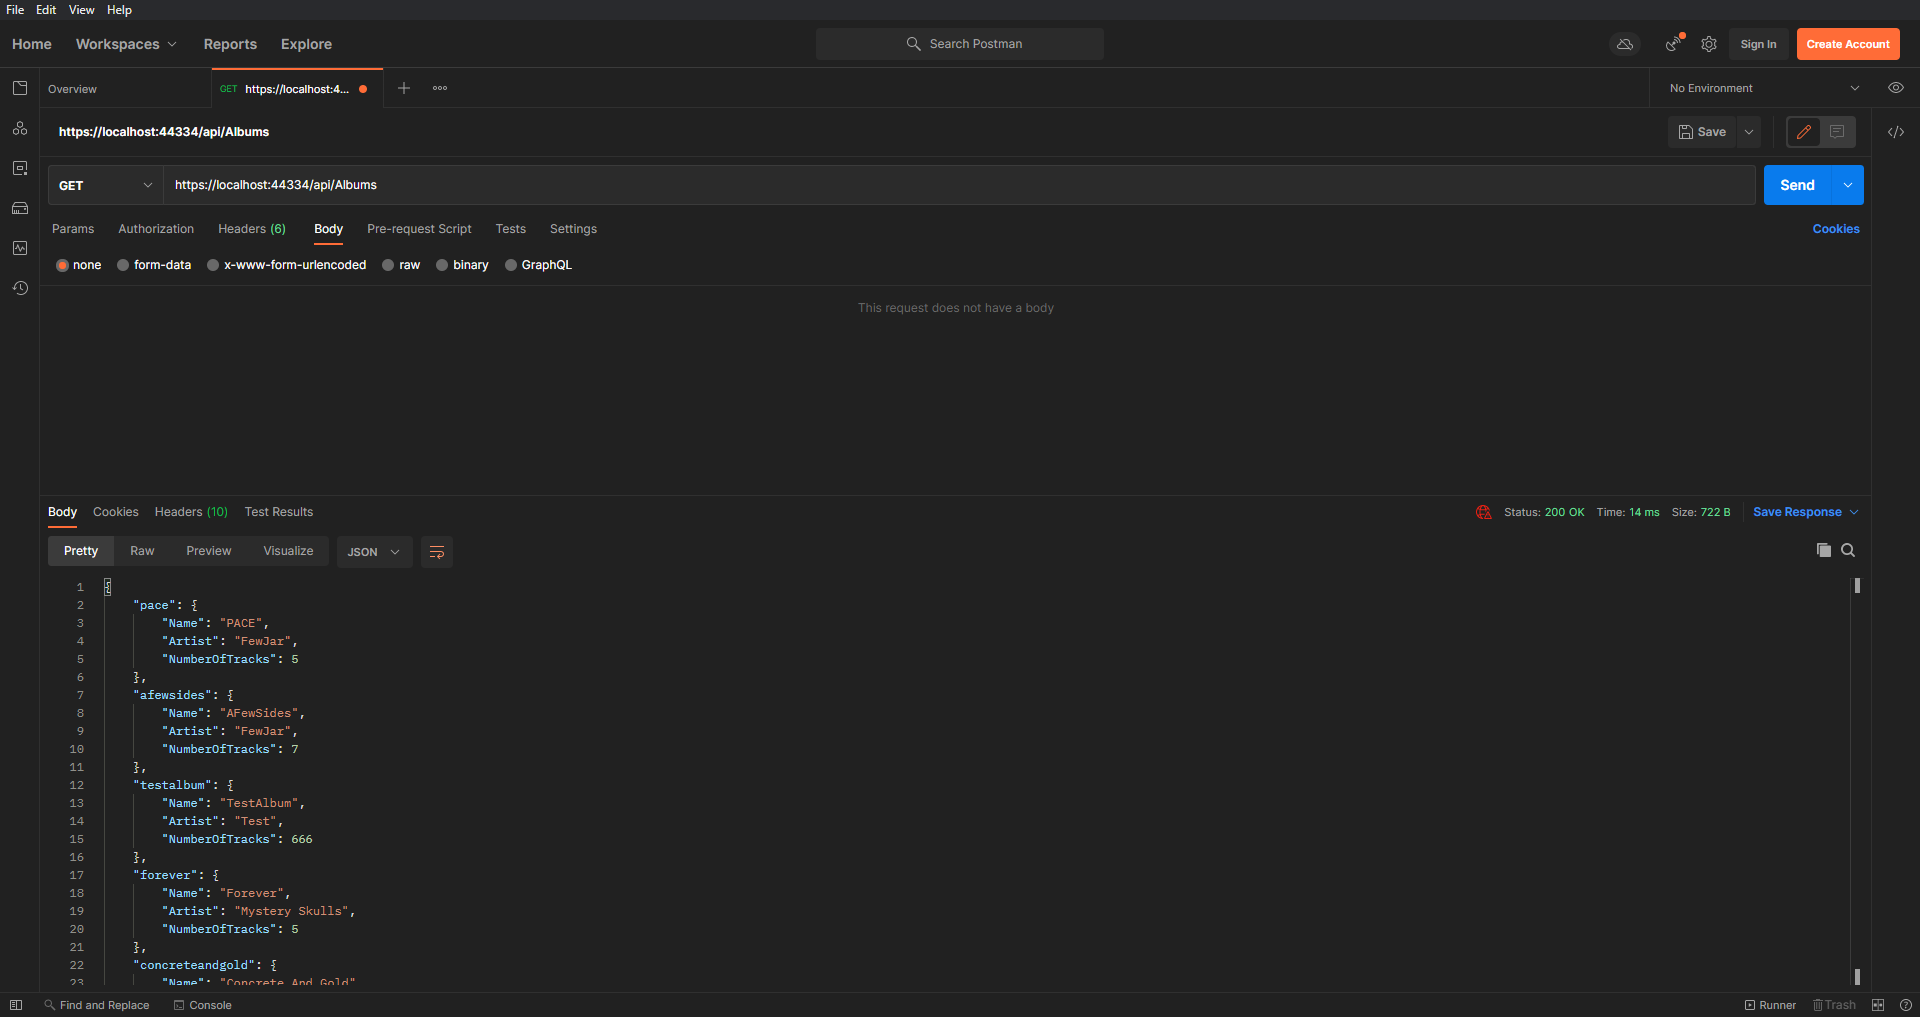 File Edit View Help
Home Workspaces Reports Explore Search Postman Sign In Create Account
Overview GET https://localhost:4... No Environment
https://localhost:44334/api/Albums Save
GET https://localhost:44334/api/Albums Send
Params Authorization Headers (6) Body Pre-request Script Tests Settings Cookies
none form-data x-www-form-urlencoded raw binary GraphQL
This request does not have a body
Body Cookies Headers (10) Test Results Status: 200 OK Time: 14 ms Size: 722 B Save Response
Pretty Raw Preview Visualize JSON
1 {
2 "pace": {
3 "Name": "PACE",
4 "Artist": "FewJar",
5 "NumberOfTracks": 5
6 },
7 "afewsides": {
8 "Name": "AFewSides",
9 "Artist": "FewJar",
10 "NumberOfTracks": 7
11 },
12 "testalbum": {
13 "Name": "TestAlbum",
14 "Artist": "Test",
15 "NumberOfTracks": 666
16 },
17 "forever": {
18 "Name": "Forever",
19 "Artist": "Mystery Skulls",
20 "NumberOfTracks": 5
21 },
22 "concreteandgold": {
23 "Name": "Concrete And Gold"
Find and Replace Console Runner Trash